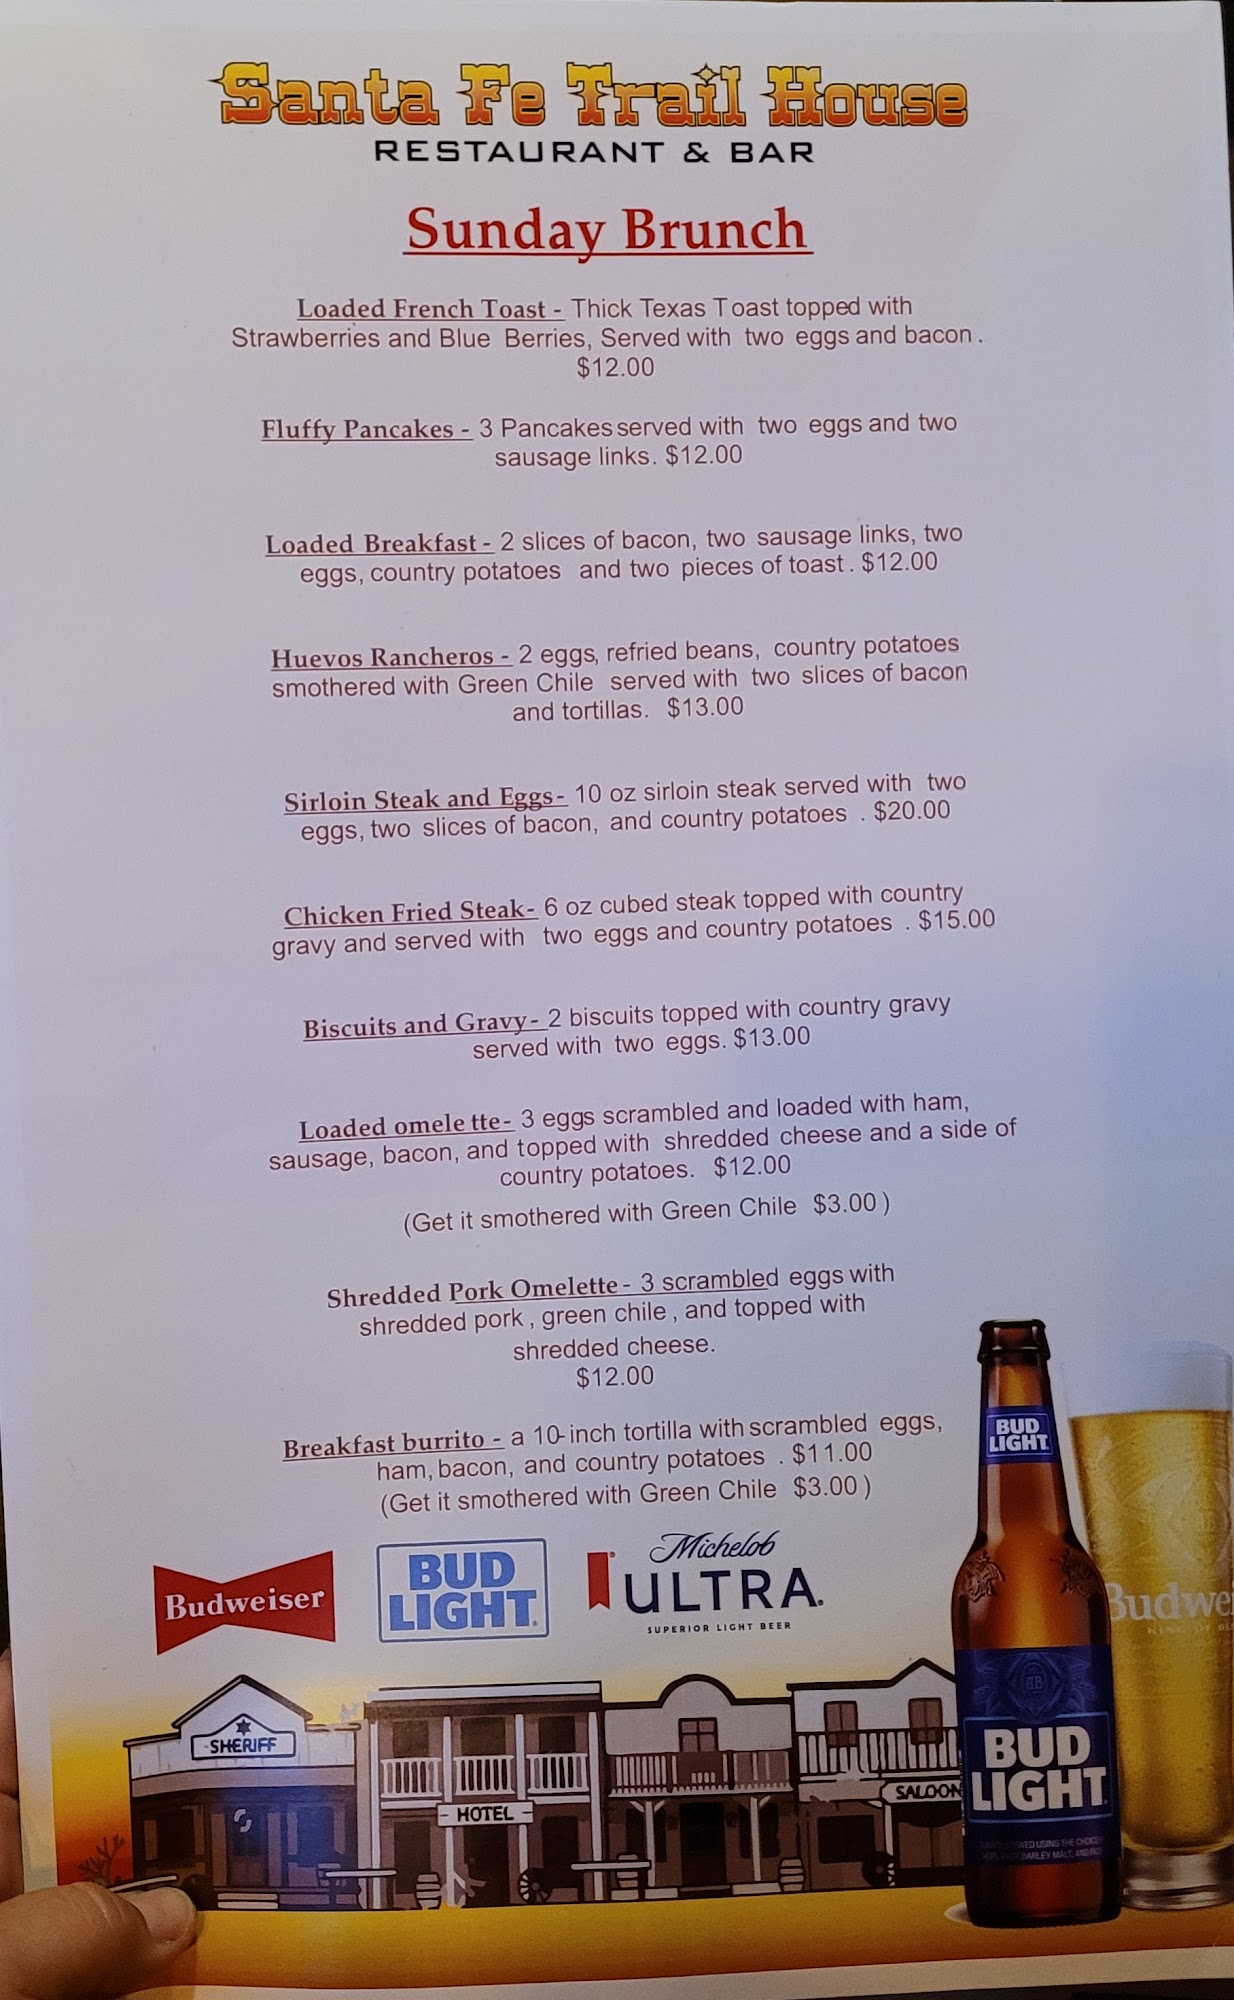 Santa Fe Trail House
RESTAURANT & BAR
Sunday Brunch
Loaded French Toast - Thick Texas Toast topped with
Strawberries and Blue Berries, Served with two eggs and bacon.
$12.00
Fluffy Pancakes - 3 Pancakes served with two eggs and two
sausage links. $12.00
Loaded Breakfast - 2 slices of bacon, two sausage links, two
eggs, country potatoes and two pieces of toast. $12.00
Huevos Rancheros - 2 eggs, refried beans, country potatoes
smothered with Green Chile served with two slices of bacon
and tortillas. $13.00
Sirloin Steak and Eggs- 10 oz sirloin steak served with two
eggs, two slices of bacon, and country potatoes . $20.00
Chicken Fried Steak- 6 oz cubed steak topped with country
gravy and served with two eggs and country potatoes . $15.00
Biscuits and Gravy- 2 biscuits topped with country gravy
served with two eggs. $13.00
Loaded omele tte- 3 eggs scrambled and loaded with ham,
sausage, bacon, and topped with shredded cheese and a side of
country potatoes. $12.00
(Get it smothered with Green Chile $3.00 )
Shredded Pork Omelette - 3 scrambled eggs with
shredded pork , green chile , and topped with
shredded cheese.
$12.00
Breakfast burrito - a 10-inch tortilla with scrambled eggs,
ham, bacon, and country potatoes . $11.00
(Get it smothered with Green Chile $3.00 )
BUD
LIGHT
Budweiser
BUD
LIGHT
Michelob
ULTRA
SUPERIOR LIGHT BEER
Budwe
SHERIFF
HOTEL
SALOON
BUD
LIGHT